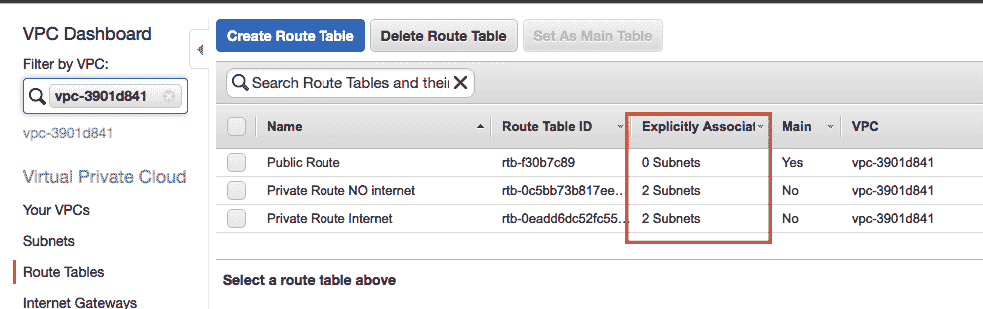 VPC Dashboard
Filter by VPC:
vpc-3901d841
vpc-3901d841
Virtual Private Cloud
Your VPCs
Subnets
Route Tables
Internet Gateways
Create Route Table Delete Route Table Set As Main Table
Search Route Tables and thei
Name Route Table ID Explicitly Associat Main VPC
Public Route rtb-f30b7c89 0 Subnets Yes vpc-3901d841
Private Route NO internet rtb-0c5bb73b817ee… 2 Subnets No vpc-3901d841
Private Route Internet rtb-0eadd6dc52fc55… 2 Subnets No vpc-3901d841
Select a route table above